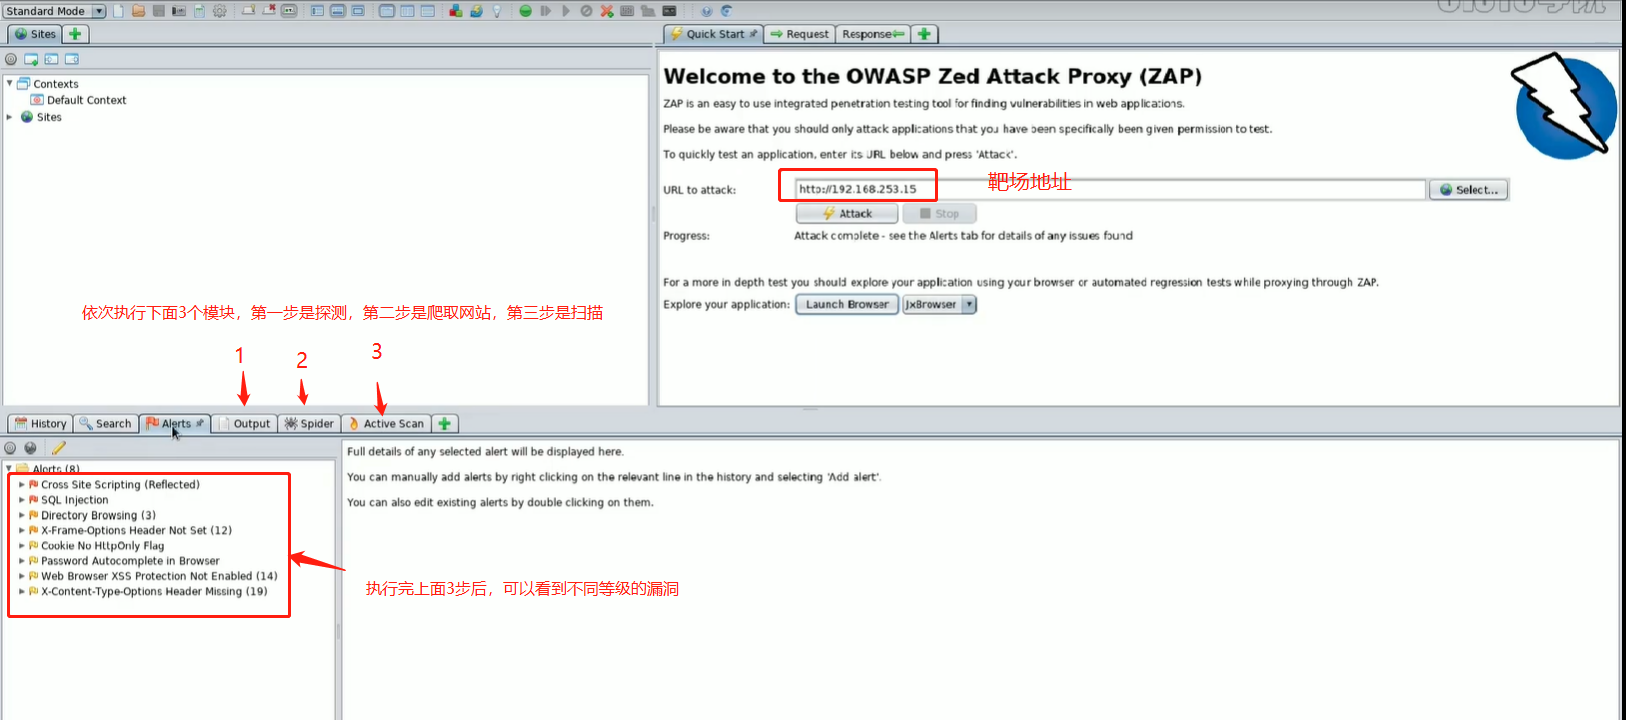 Standard Mode
Sites
Quick Start
Request
Response
Contexts
Default Context
Sites
Welcome to the OWASP Zed Attack Proxy (ZAP)
ZAP is an easy to use integrated penetration testing tool for finding vulnerabilities in web applications.
Please be aware that you should only attack applications that you have been specifically been given permission to test.
To quickly test an application, enter its URL below and press 'Attack'.
URL to attack:
http://192.168.253.15
靶场地址
Select...
Attack
Stop
Progress:
Attack complete - see the Alerts tab for details of any issues found
For a more in depth test you should explore your application using your browser or automated regression tests while proxying through ZAP.
Explore your application:
Launch Browser
JxBrowser
依次执行下面3个模块，第一步是探测，第二步是爬取网站，第三步是扫描
1
2
3
History
Search
Alerts
Output
Spider
Active Scan
Alerts (8)
Cross Site Scripting (Reflected)
SQL Injection
Directory Browsing (3)
X-Frame-Options Header Not Set (12)
Cookie No HttpOnly Flag
Password Autocomplete in Browser
Web Browser XSS Protection Not Enabled (14)
X-Content-Type-Options Header Missing (19)
Full details of any selected alert will be displayed here.
You can manually add alerts by right clicking on the relevant line in the history and selecting 'Add alert'.
You can also edit existing alerts by double clicking on them.
执行完上面3步后，可以看到不同等级的漏洞